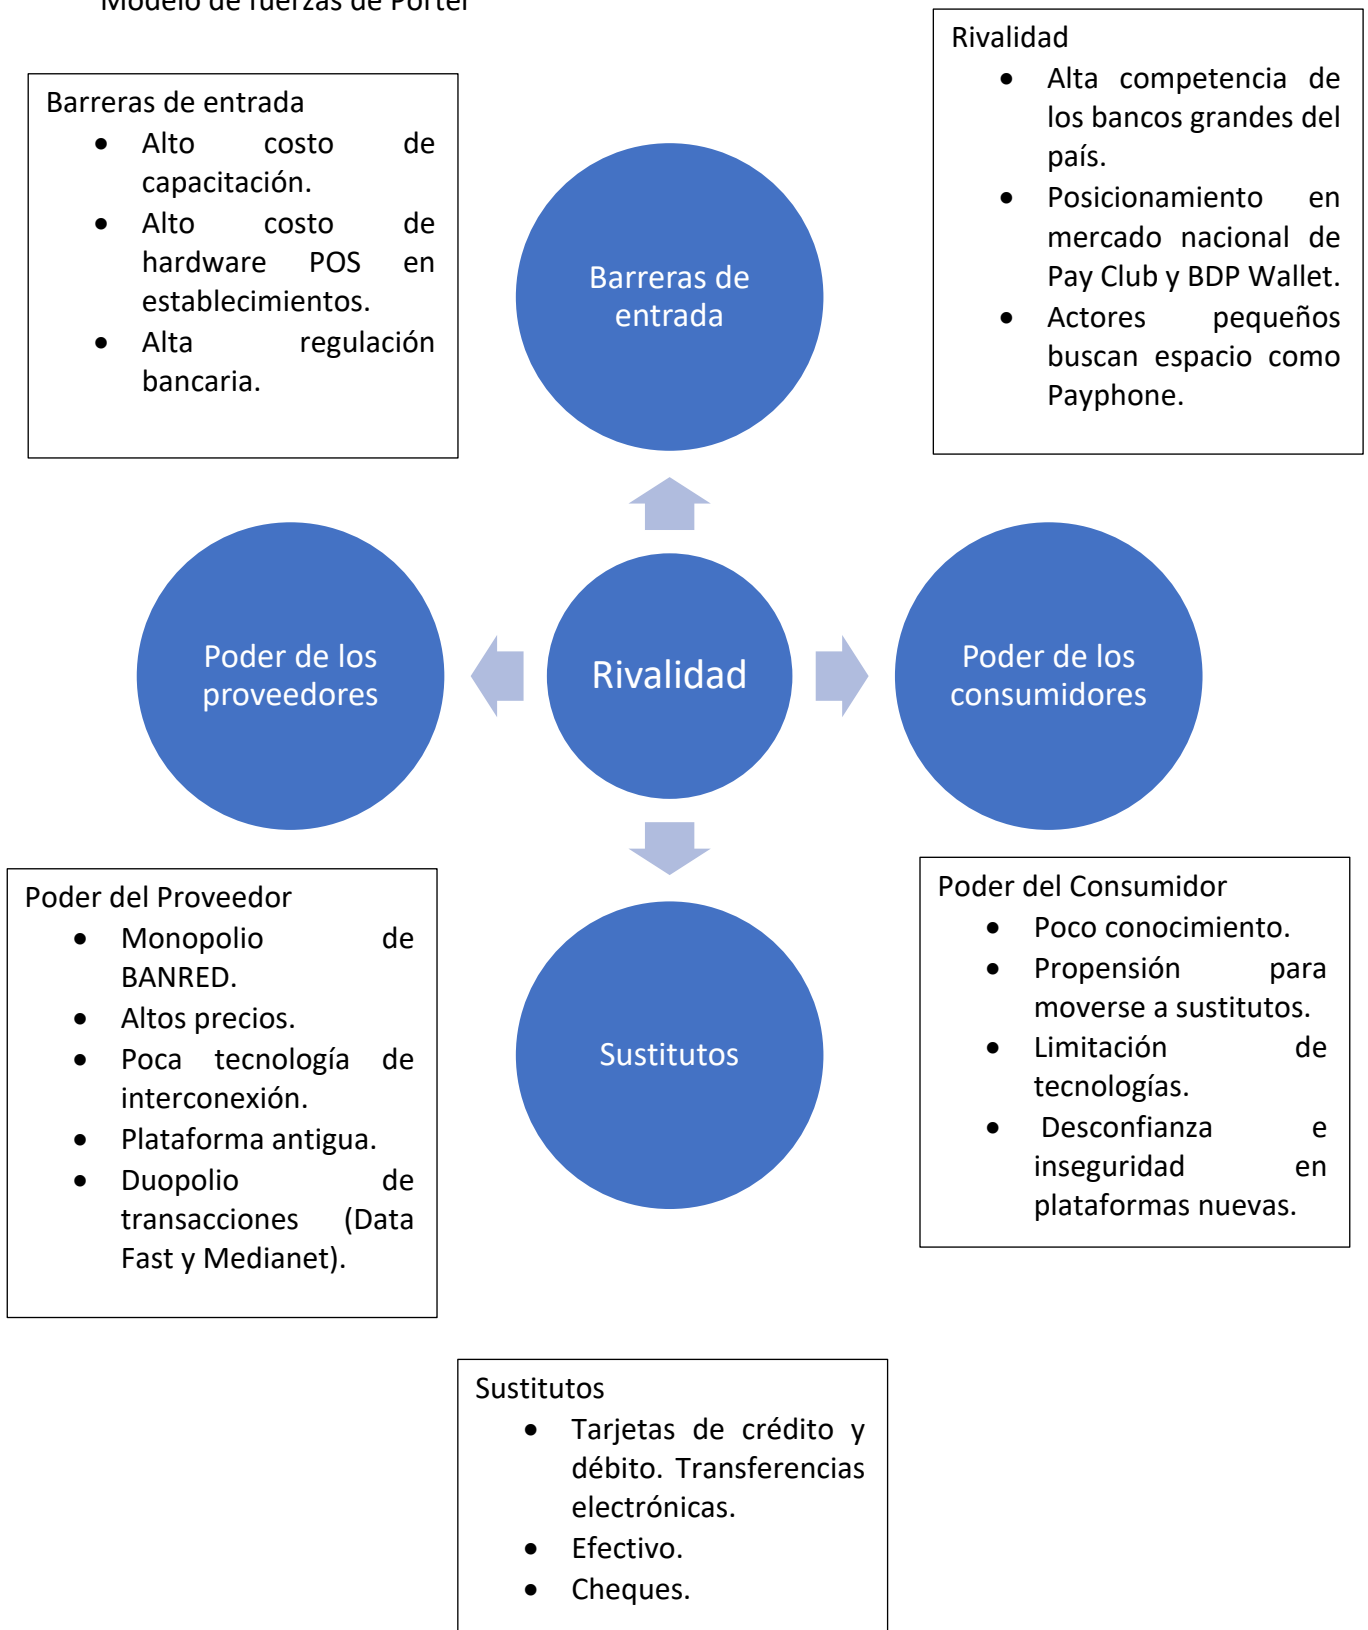 Modelo de fuerzas de Porter
Rivalidad
• Alta competencia de
los bancos grandes del
país.
• Posicionamiento en
mercado nacional de
Pay Club y BDP Wallet.
• Actores pequeños
buscan espacio como
Payphone.
Barreras de entrada
• Alto costo de
capacitación.
• Alto costo de
hardware POS en
establecimientos.
• Alta regulación
bancaria.
Barreras de
entrada
Poder de los
proveedores
Rivalidad
Poder de los
consumidores
Sustitutos
Poder del Proveedor
• Monopolio de
BANRED.
• Altos precios.
• Poca tecnología de
interconexión.
• Plataforma antigua.
• Duopolio de
transacciones (Data
Fast y Medianet).
Poder del Consumidor
• Poco conocimiento.
• Propensión para
moverse a sustitutos.
• Limitación de
tecnologías.
• Desconfianza e
inseguridad en
plataformas nuevas.
Sustitutos
• Tarjetas de crédito y
débito. Transferencias
electrónicas.
• Efectivo.
• Cheques.